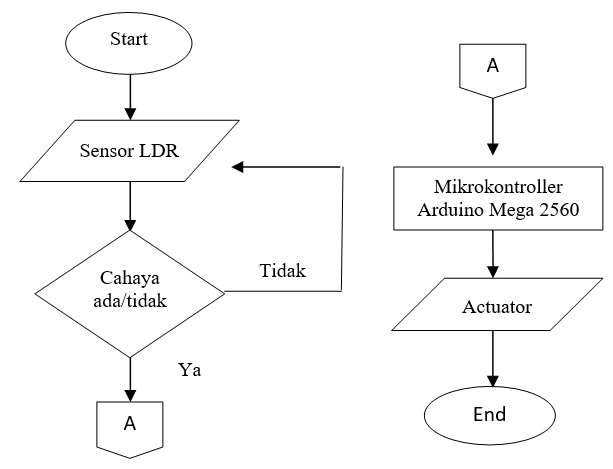 Start
Sensor LDR
Cahaya
ada/tidak
Tidak
Ya
A
A
Mikrokontroller
Arduino Mega 2560
Actuator
End